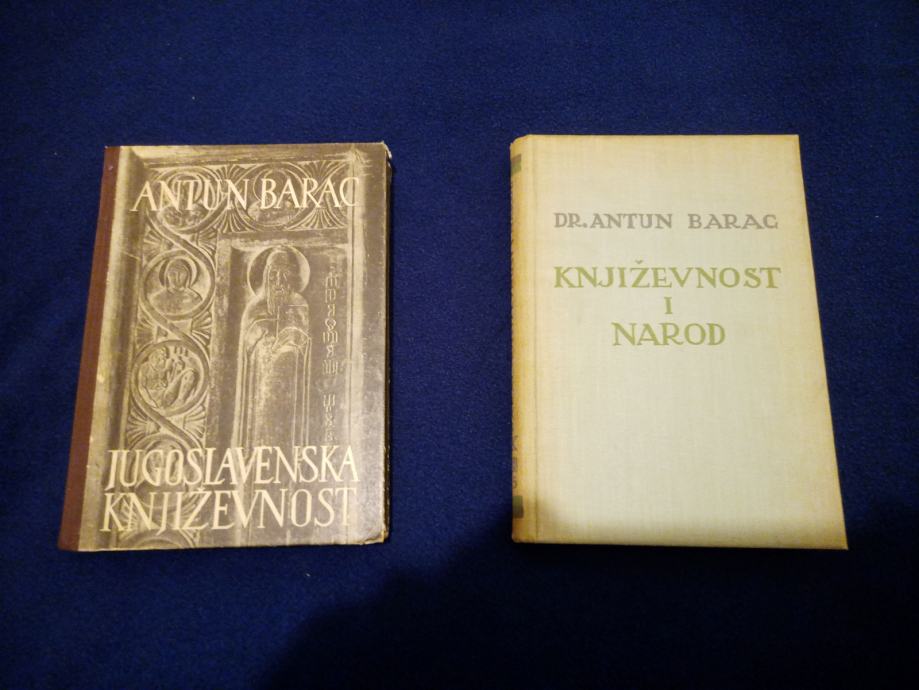 ANTUN BARAC
JUGOSLAVENSKA
KNJIŽEVNOST
DR. ANTUN BARAC
KNJIŽEVNOST
I
NAROD